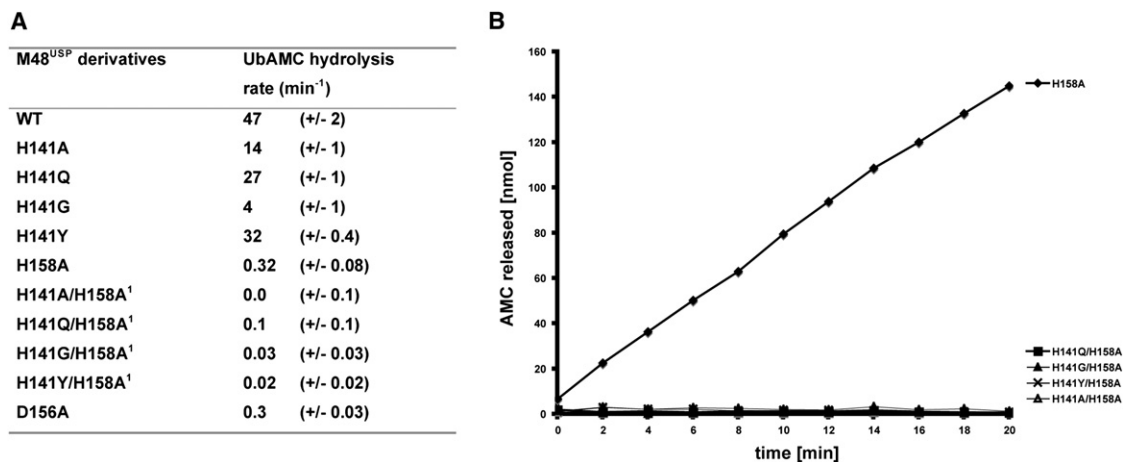 A
M48USP derivatives UbAMC hydrolysis
rate (min-1)
WT 47 (+/- 2)
H141A 14 (+/- 1)
H141Q 27 (+/- 1)
H141G 4 (+/- 1)
H141Y 32 (+/- 0.4)
H158A 0.32 (+/- 0.08)
H141A/H158A1 0.0 (+/- 0.1)
H141Q/H158A1 0.1 (+/- 0.1)
H141G/H158A1 0.03 (+/- 0.03)
H141Y/H158A1 0.02 (+/- 0.02)
D156A 0.3 (+/- 0.03)
B
AMC released [nmol]
160
140
120
100
80
60
40
20
0
0 2 4 6 8 10 12 14 16 18 20
time [min]
H158A
H141Q/H158A
H141G/H158A
H141Y/H158A
H141A/H158A